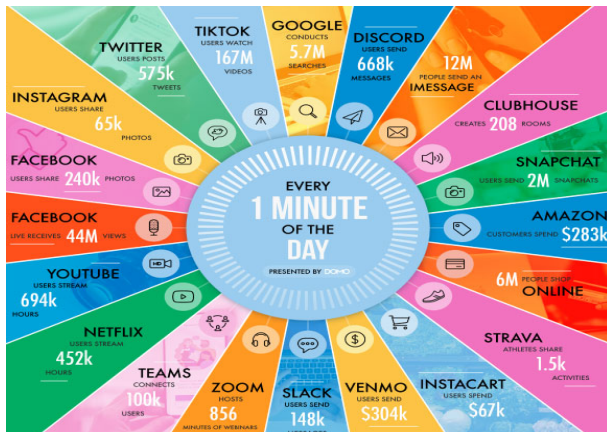 EVERY
1 MINUTE
OF THE
DAY
PRESENTED BY DOMO
GOOGLE
CONDUCTS
5.7M
SEARCHES
DISCORD
USERS SEND
668k
MESSAGES
12M
PEOPLE SEND AN
IMESSAGE
CLUBHOUSE
CREATES 208 ROOMS
SNAPCHAT
USERS SEND 2M SNAPCHATS
AMAZON
CUSTOMERS SPEND $283k
6M PEOPLE SHOP
ONLINE
STRAVA
ATHLETES SHARE
1.5k
ACTIVITIES
INSTACART
USERS SPEND
$67k
VENMO
USERS SEND
$304k
SLACK
USERS SEND
148k
ZOOM
HOSTS
856
MINUTES OF WEBINARS
TEAMS
CONNECTS
100k
USERS
NETFLIX
USERS STREAM
452k
HOURS
YOUTUBE
USERS STREAM
694k
HOURS
FACEBOOK
LIVE RECEIVES 44M VIEWS
FACEBOOK
USERS SHARE 240k PHOTOS
INSTAGRAM
USERS SHARE
65k
PHOTOS
TWITTER
USERS POSTS
575k
TWEETS
TIKTOK
USERS WATCH
167M
VIDEOS
HD
$